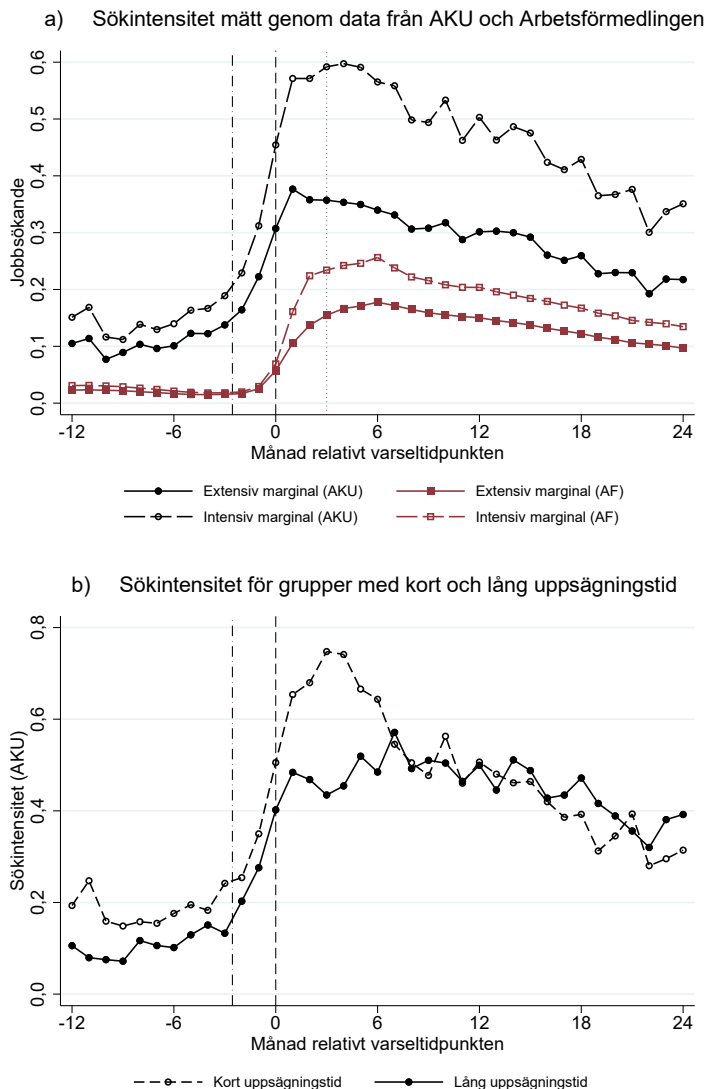 a) Sökintensitet mätt genom data från AKU och Arbetsförmedlingen
Jobbsökande
0,6
0,5
0,4
0,3
0,2
0,1
0,0
-12 -6 0 6 12 18 24
Månad relativt varseltidpunkten
Extensiv marginal (AKU) Extensiv marginal (AF)
Intensiv marginal (AKU) Intensiv marginal (AF)
b) Sökintensitet för grupper med kort och lång uppsägningstid
Sökintensitet (AKU)
0,8
0,6
0,4
0,2
0,0
-12 -6 0 6 12 18 24
Månad relativt varseltidpunkten
Kort uppsägningstid Lång uppsägningstid